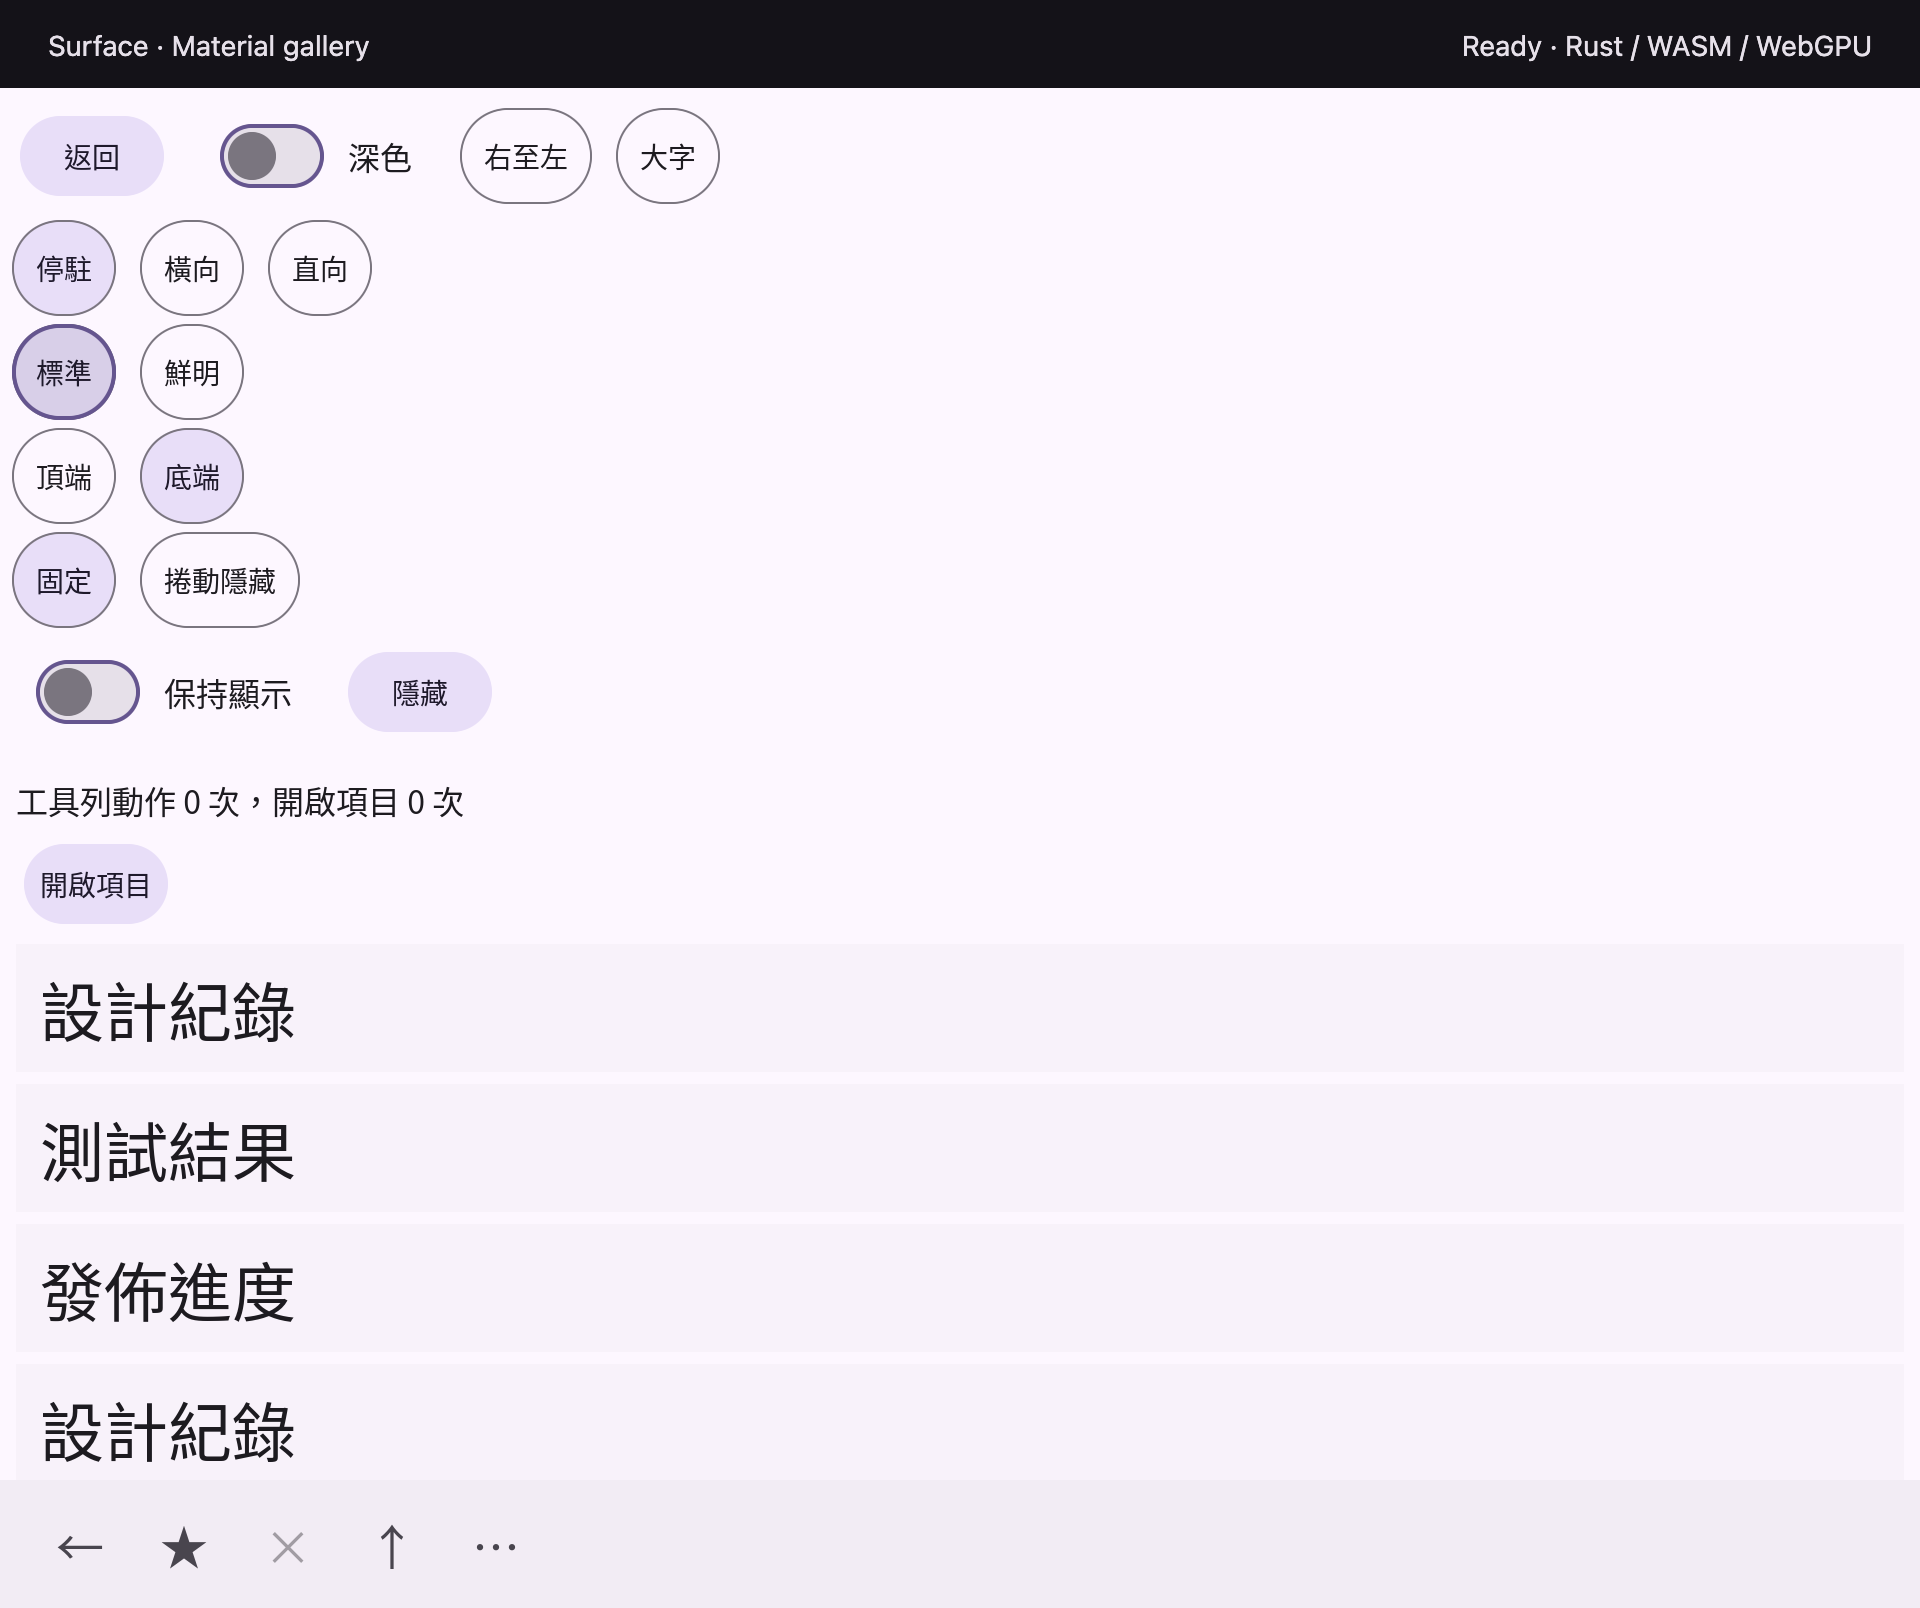 Surface · Material gallery
Ready · Rust / WASM / WebGPU
返回 深色 右至左 大字
停駐 橫向 直向
標準 鮮明
頂端 底端
固定 捲動隱藏
保持顯示 隱藏
工具列動作 0 次，開啟項目 0 次
開啟項目
設計紀錄
測試結果
發佈進度
設計紀錄